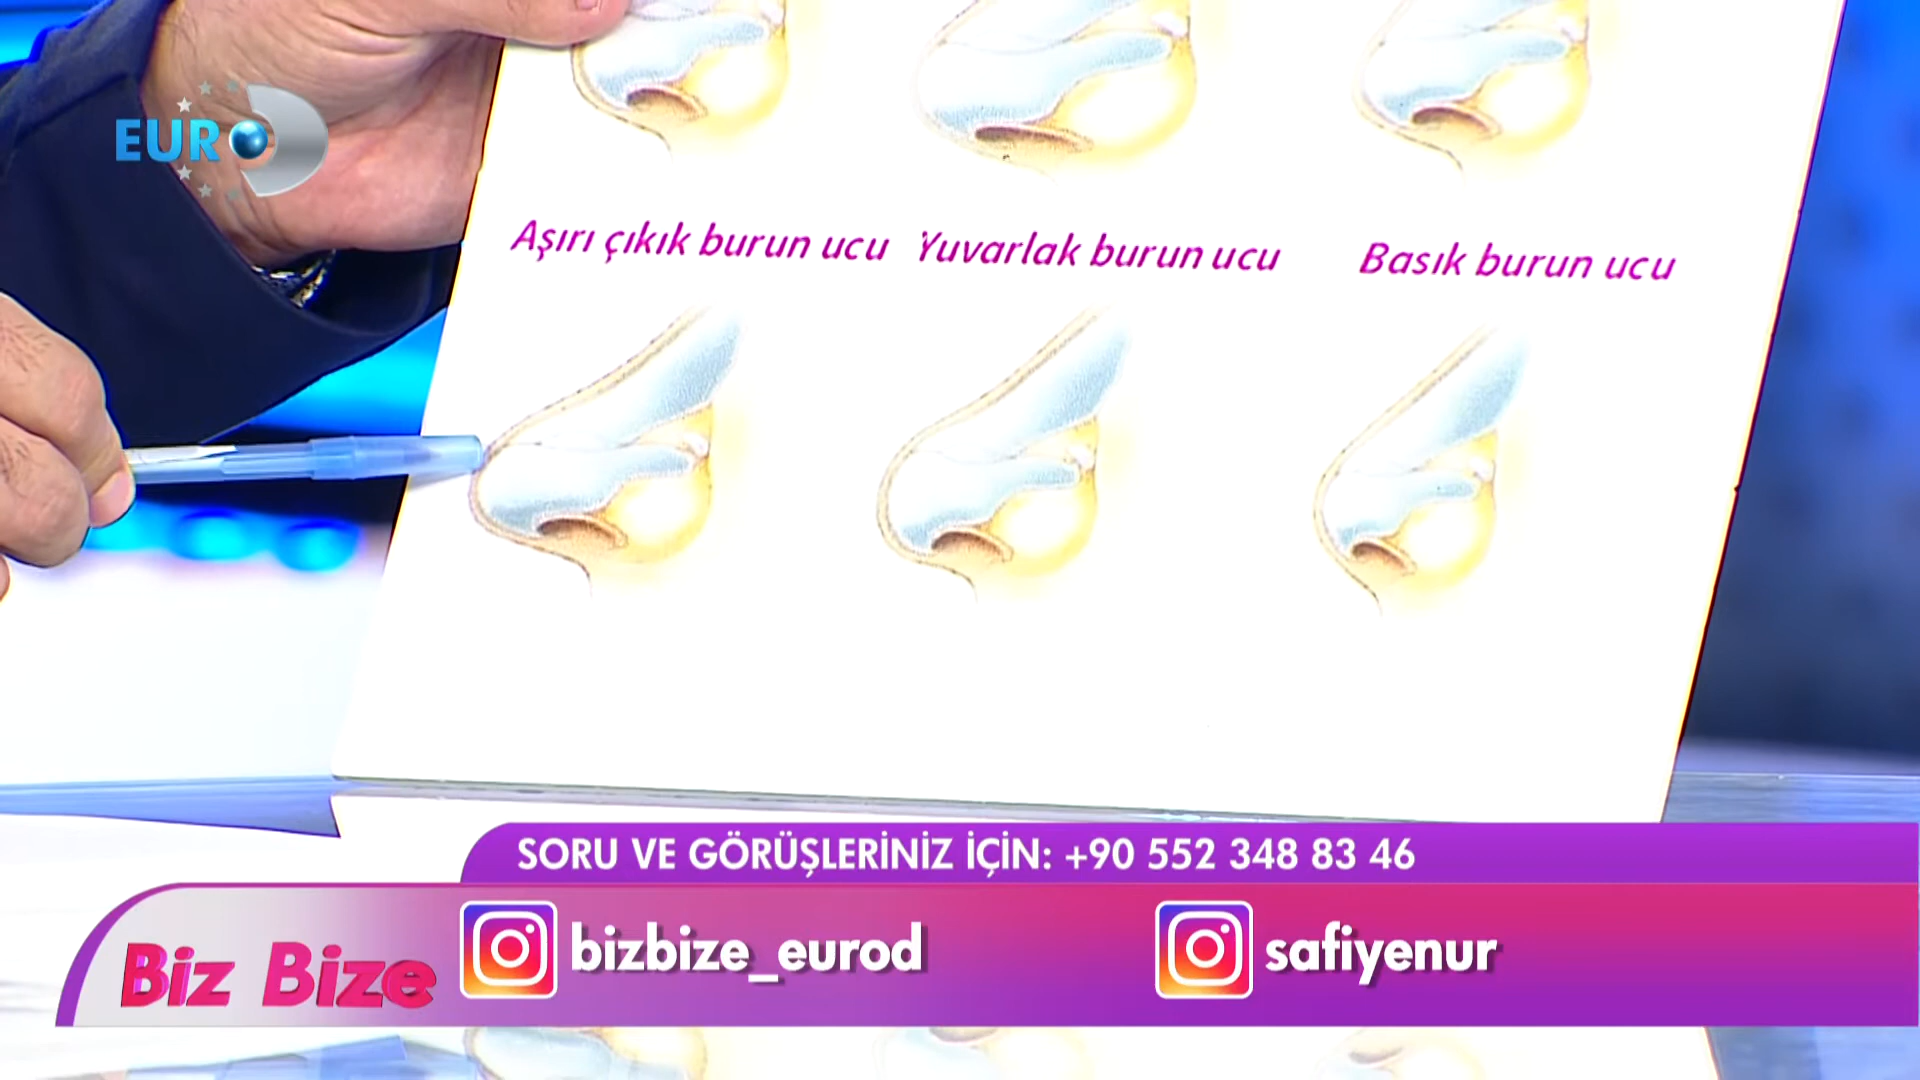 EUR D
Aşırı çıkık burun ucu
Yuvarlak burun ucu
Basık burun ucu
SORU VE GÖRÜŞLERİNİZ İÇİN: +90 552 348 83 46
Biz Bize
bizbize_eurod
safiyenur